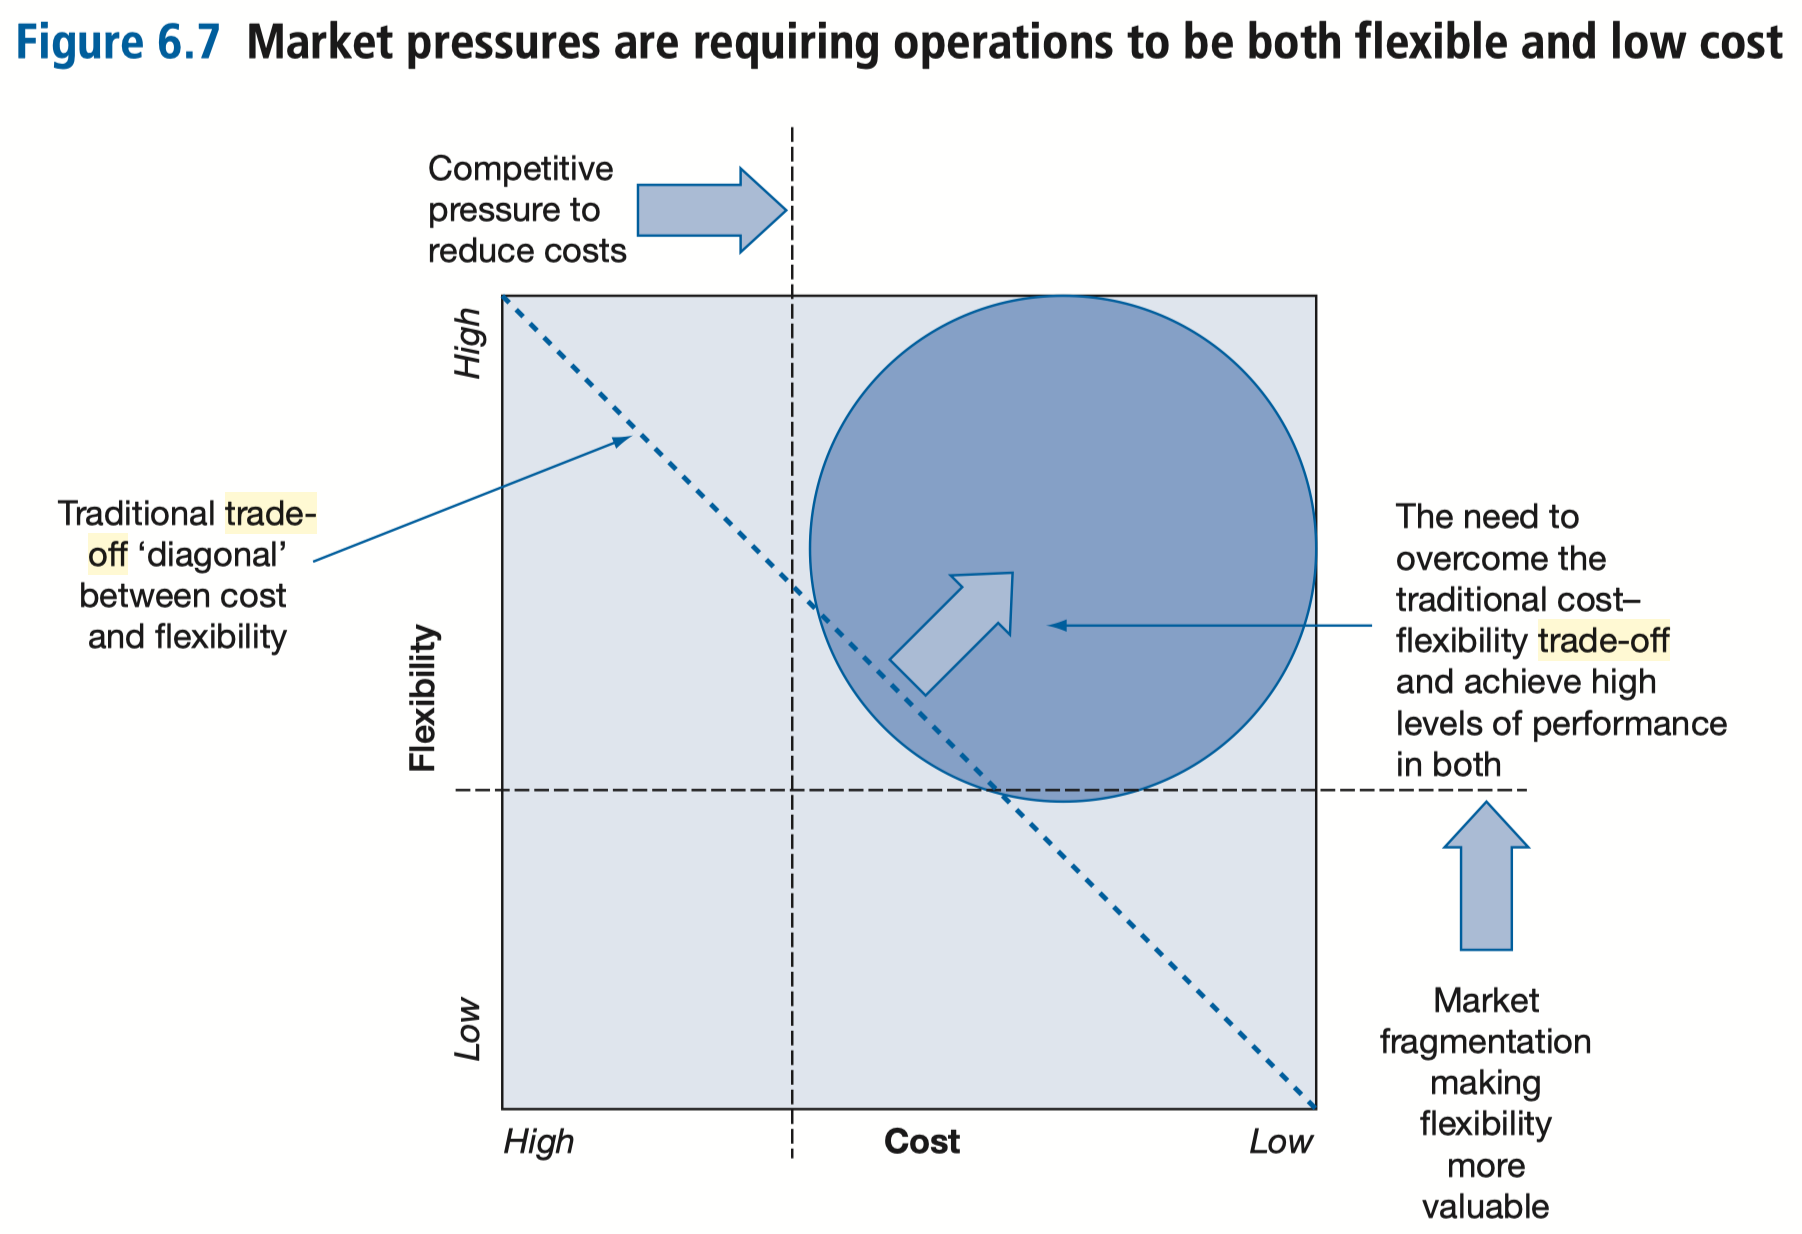 Figure 6.7 Market pressures are requiring operations to be both flexible and low cost
Competitive
pressure to
reduce costs
High
Traditional trade-
off ‘diagonal’
between cost
and flexibility
Flexibility
The need to
overcome the
traditional cost–
flexibility trade-off
and achieve high
levels of performance
in both
Low
High
Cost
Low
Market
fragmentation
making
flexibility
more
valuable